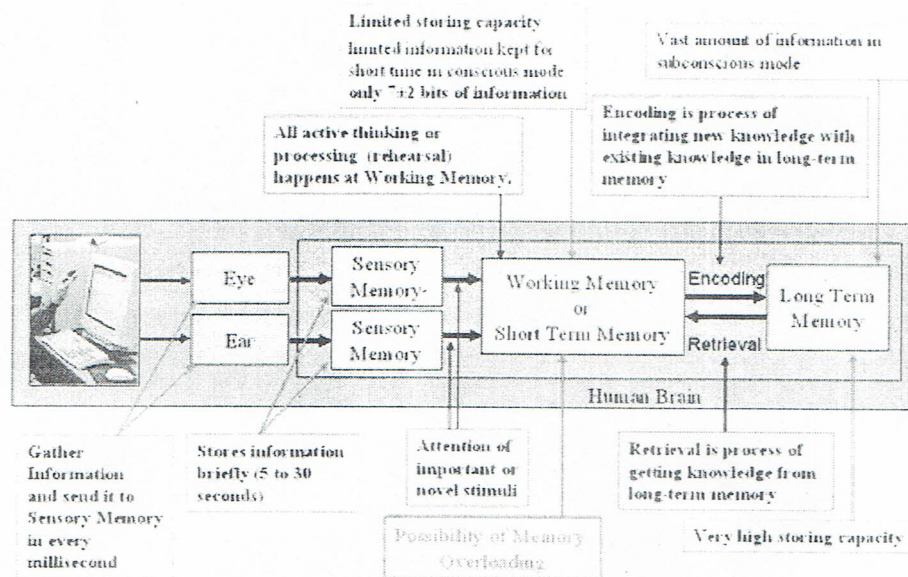 Limited storing capacity
limited information kept for
short time in conscious mode
only 7±2 bits of information
Vast amount of information in
subconscious mode
All active thinking or
processing (rehearsal)
happens at Working Memory.
Encoding is process of
integrating new knowledge with
existing knowledge in long-term
memory
Eye
Ear
Sensory
Memory-
Sensory
Memory
Working Memory
or
Short Term Memory
Encoding
Retrieval
Long Term
Memory
Human Brain
Gather
Information
and send it to
Sensory Memory
in every
millisecond
Stores information
briefly (5 to 30
seconds)
Attention of
important or
novel stimuli
Possibility of Memory
Overloading
Retrieval is process of
getting knowledge from
long-term memory
Very high storing capacity